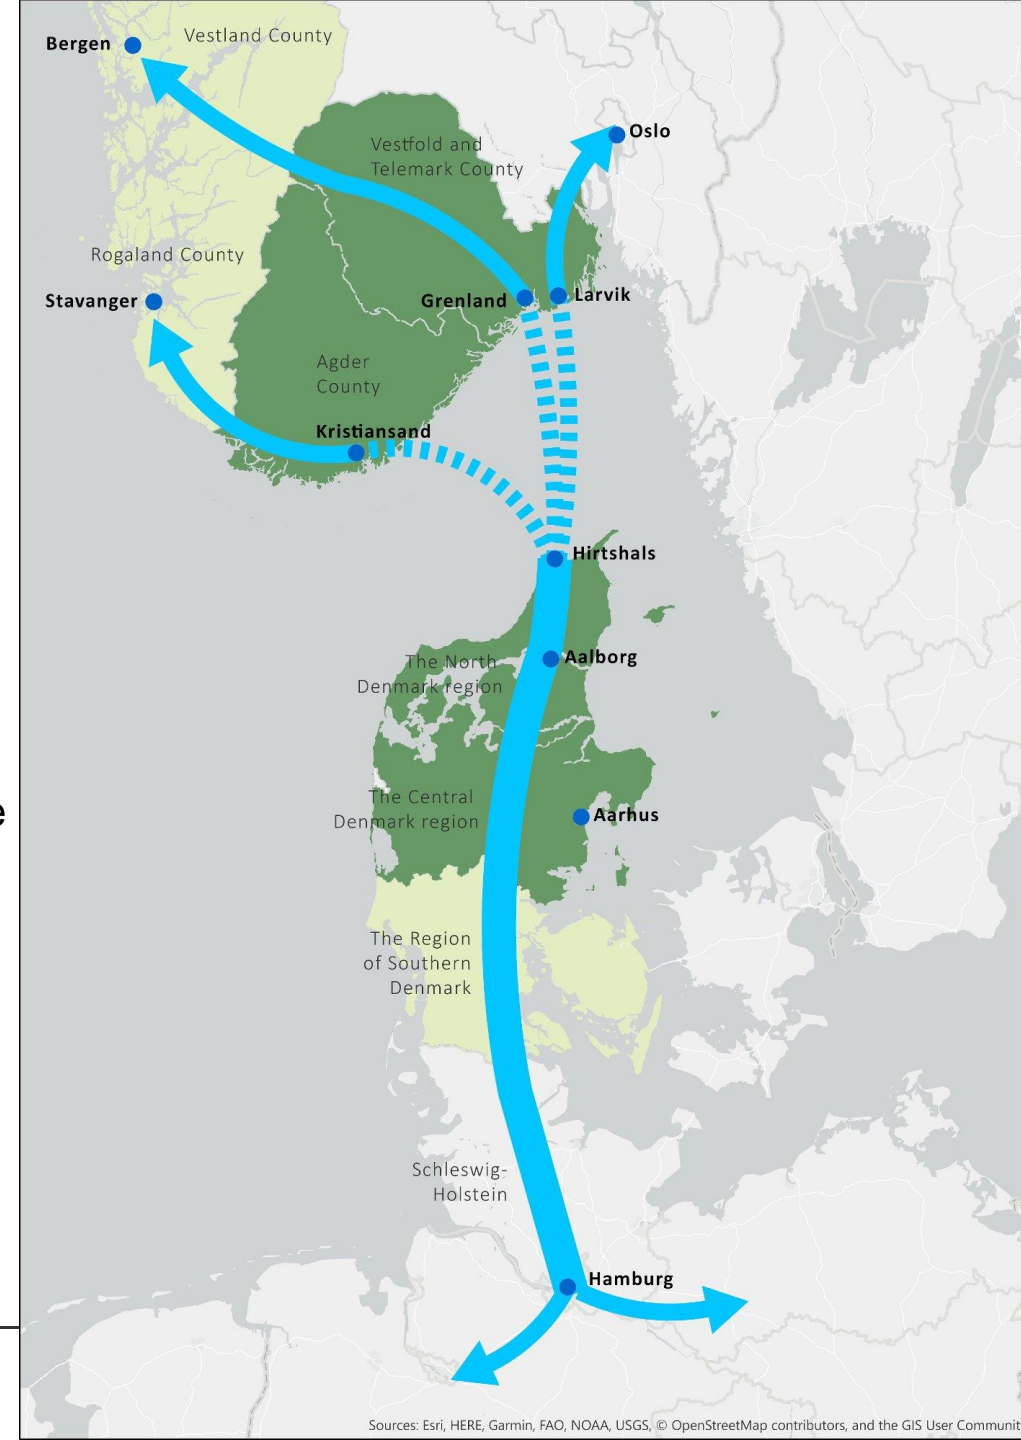 Vestland County
Bergen
Oslo
Vestfold and
Telemark County
Rogaland County
Stavanger
Grenland
Larvik
Agder
County
Kristiansand
Hirtshals
The North
Denmark region
Aalborg
The Central
Denmark region
Aarhus
e
The Region
of Southern
Denmark
Schleswig-
Holstein
Hamburg
Sources: Esri, HERE, Garmin, FAO, NOAA, USGS, © OpenStreetMap contributors, and the GIS User Communit